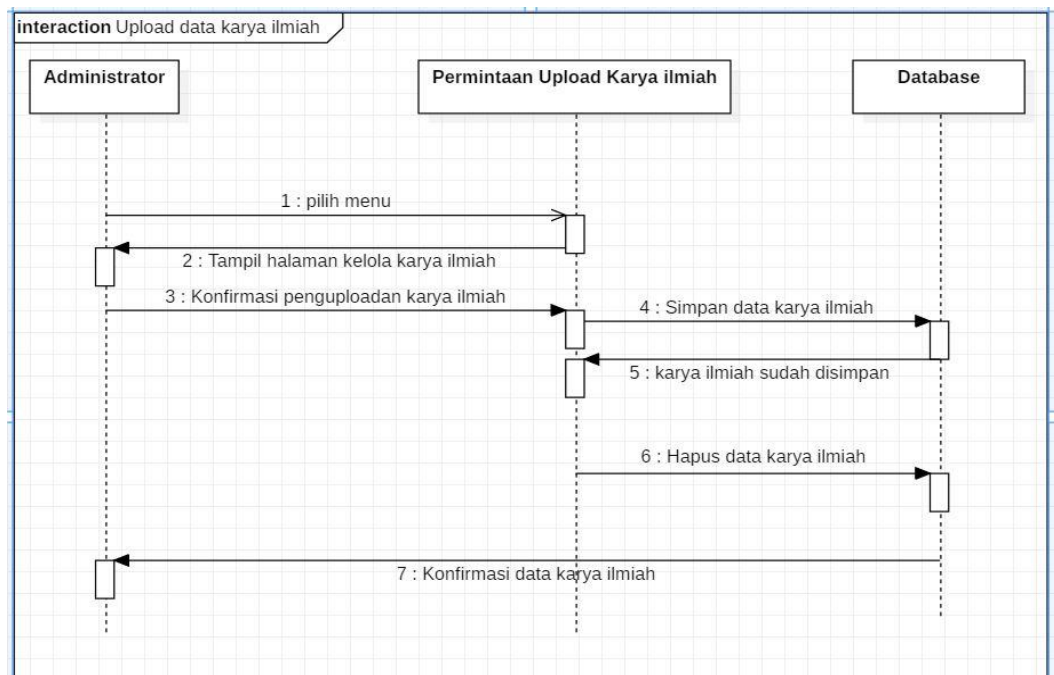 interaction Upload data karya ilmiah
Administrator
Permintaan Upload Karya ilmiah
Database
1 : pilih menu
2 : Tampil halaman kelola karya ilmiah
3 : Konfirmasi penguploadan karya ilmiah
4 : Simpan data karya ilmiah
5 : karya ilmiah sudah disimpan
6 : Hapus data karya ilmiah
7 : Konfirmasi data karya ilmiah